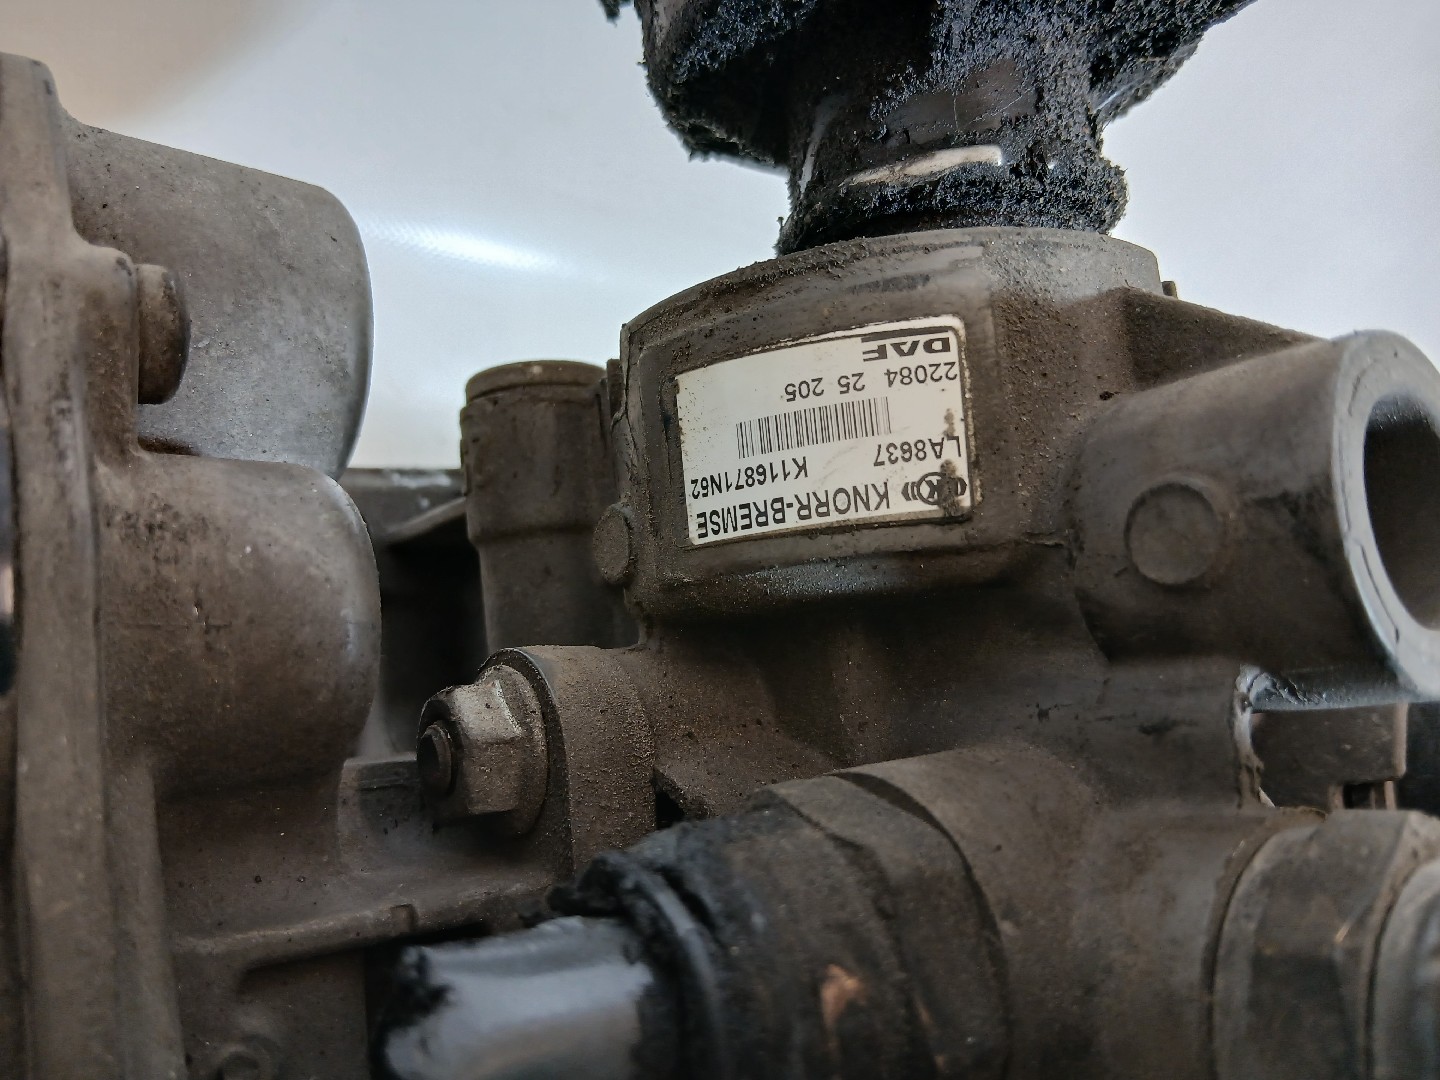 KNORR-BREMSE
LA8637 K116871N62
22084 25 205
DAF